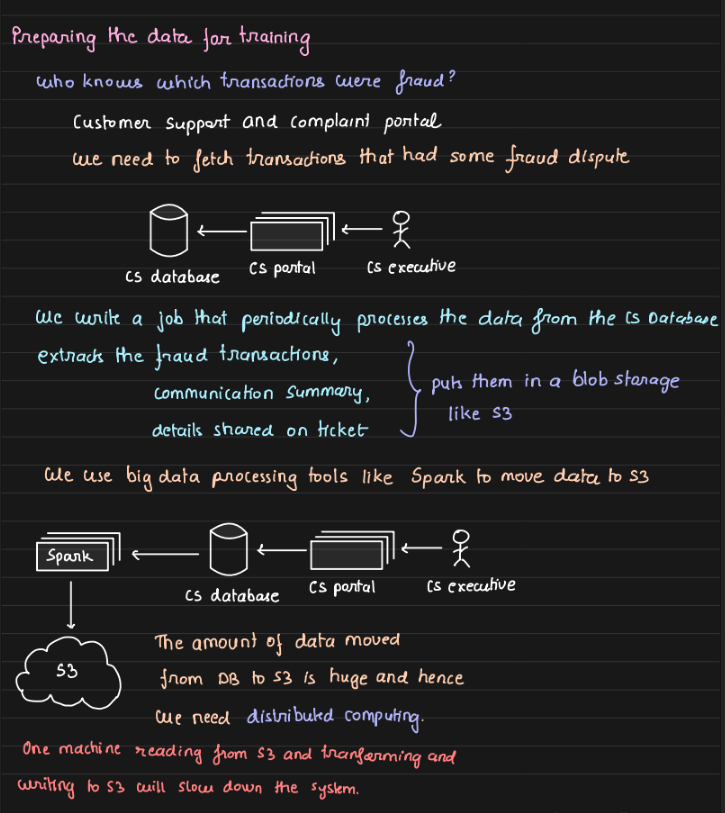 Preparing the data for training
who knows which transactions were fraud?
Customer support and complaint portal
we need to fetch transactions that had some fraud dispute
CS database
CS portal
CS executive
We write a job that periodically processes the data from the CS Database
extracts the fraud transactions,
communication summary,
details shared on ticket
puts them in a blob storage
like S3
We use big data processing tools like Spark to move data to S3
Spark
CS database
CS portal
CS executive
S3
The amount of data moved
from DB to S3 is huge and hence
we need distributed computing.
One machine reading from S3 and tranforming and
writing to S3 will slow down the system.